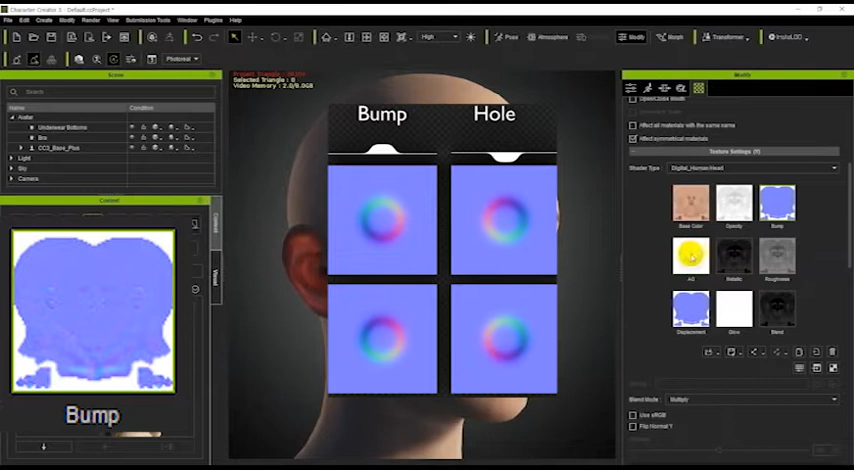 Character Creator 3 - Default.ccProject *
File Edit Create Modify Render View Submission Tools Window Plugins Help
High Pose Atmosphere Modify Morph Transformer InstaLOD
Photoreal
Scene
Search
Name Condition
Avatar
Underwear Bottoms
Bra
CC3_Base_Plus
Light
Sky
Camera
Content
Content
Visual
Bump
Selected Triangle : 0
Video Memory : 2.0/8.0GB
Bump Hole
Modify
Affect all materials with the same name
Affect symmetrical materials
Texture Settings (Y)
Shader Type : Digital_Human Head
Base Color Opacity Bump
AO Metallic Roughness
Displacement Glow Blend
Blend Mode : Multiply
Use sRGB
Flip Normal Y